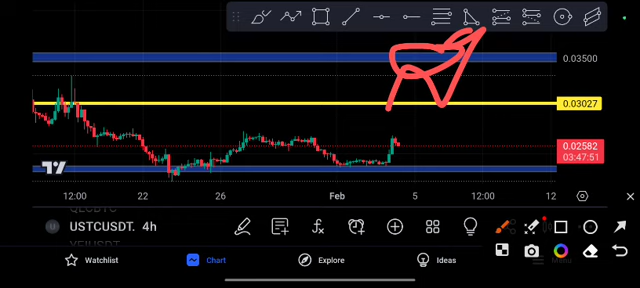 0.03500
0.03027
0.02582
03:47:51
12:00
22
26
Feb
5
12:00
12
USTCUSDT. 4h
Watchlist
Chart
Explore
Ideas